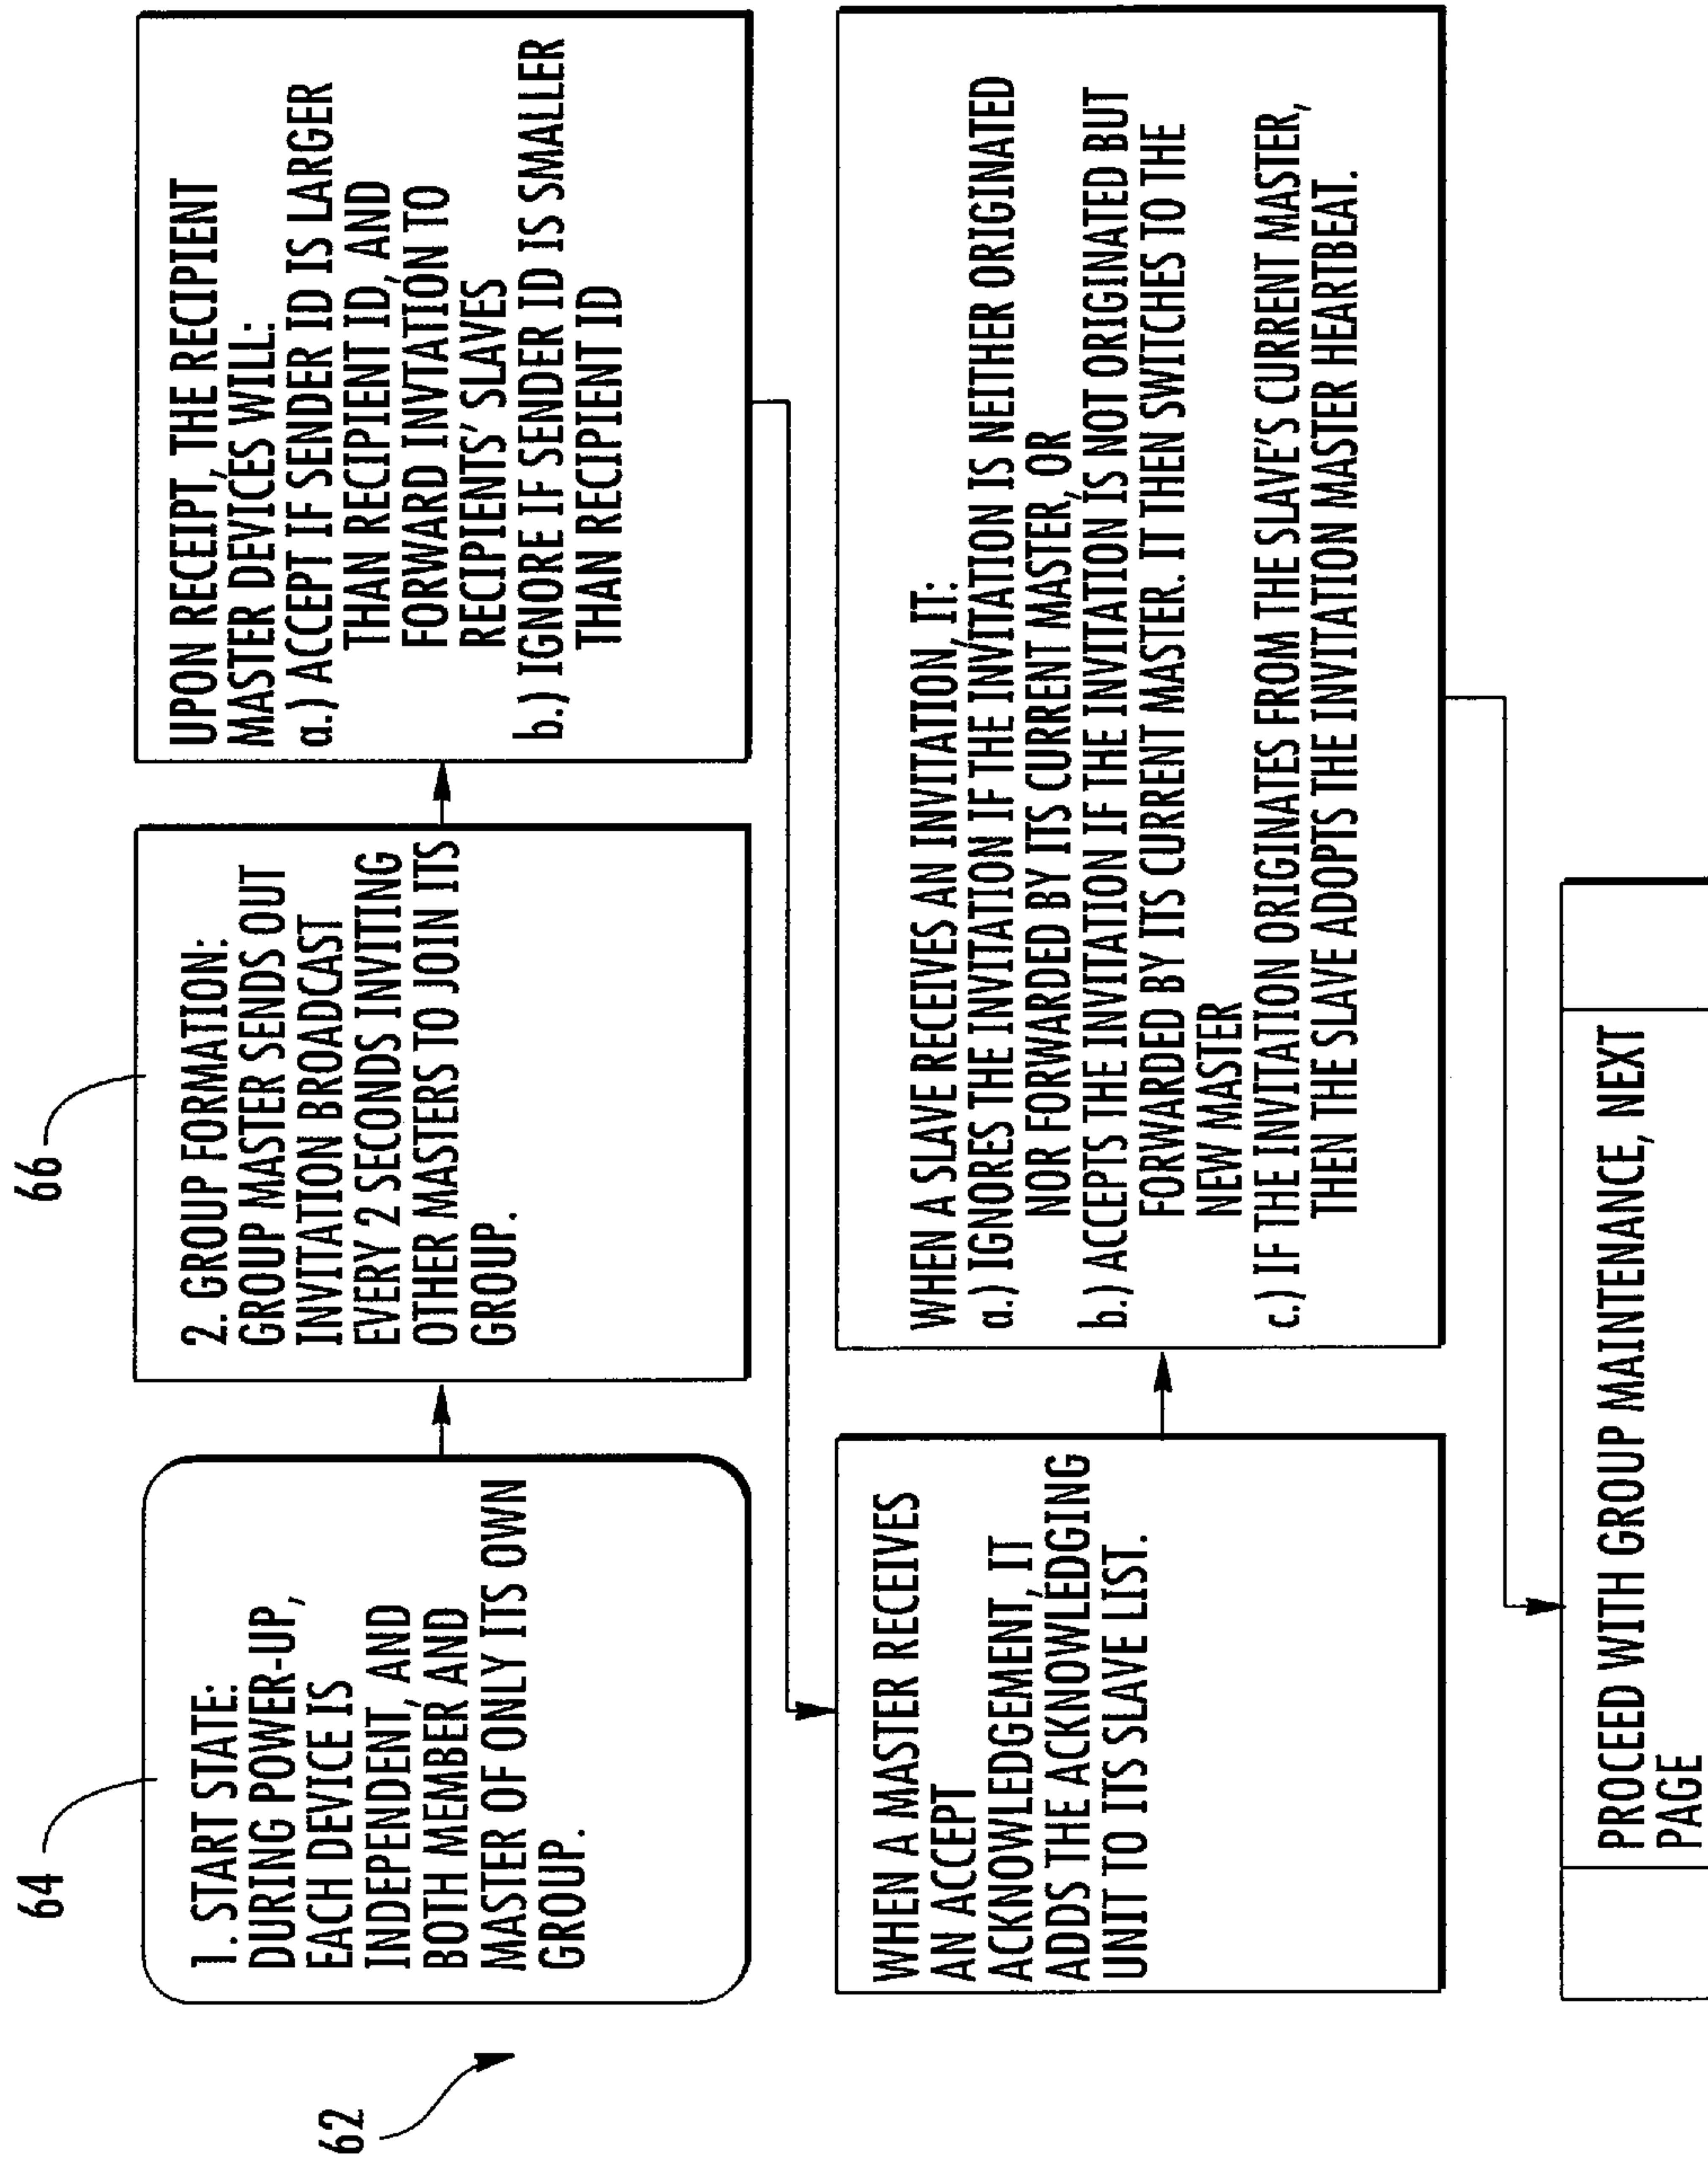 62
64
1. START STATE:
DURING POWER-UP,
EACH DEVICE IS
INDEPENDENT, AND
BOTH MEMBER AND
MASTER OF ONLY ITS OWN
GROUP.
66
2. GROUP FORMATION:
GROUP MASTER SENDS OUT
INVITATION BROADCAST
EVERY 2 SECONDS INVITING
OTHER MASTERS TO JOIN ITS
GROUP.
UPON RECEIPT, THE RECIPIENT
MASTER DEVICES WILL:
a.) ACCEPT IF SENDER ID IS LARGER
THAN RECIPIENT ID, AND
FORWARD INVTATION TO
RECIPIENTS' SLAVES
b.) IGNORE IF SENDER ID IS SMALLER
THAN RECIPIENT ID
WHEN A MASTER RECEIVES
AN ACCEPT
ACKNOWLEDGEMENT, IT
ADDS THE ACKNOWLEDGING
UNIT TO ITS SLAVE LIST.
WHEN A SLAVE RECEIVES AN INVITATION, IT:
a.) IGNORES THE INVITATION IF THE INVITATION IS NEITHER ORIGINATED
NOR FORWARDED BY ITS CURRENT MASTER, OR
b.) ACCEPTS THE INVITATION IF THE INVITATION IS NOT ORIGINATED BUT
FORWARDED BY ITS CURRENT MASTER. IT THEN SWITCHES TO THE
NEW MASTER
c.) IF THE INVITATION ORIGINATES FROM THE SLAVE'S CURRENT MASTER,
THEN THE SLAVE ADOPTS THE INVITATION MASTER HEARTBEAT.
PROCEED WITH GROUP MAINTENANCE, NEXT
PAGE